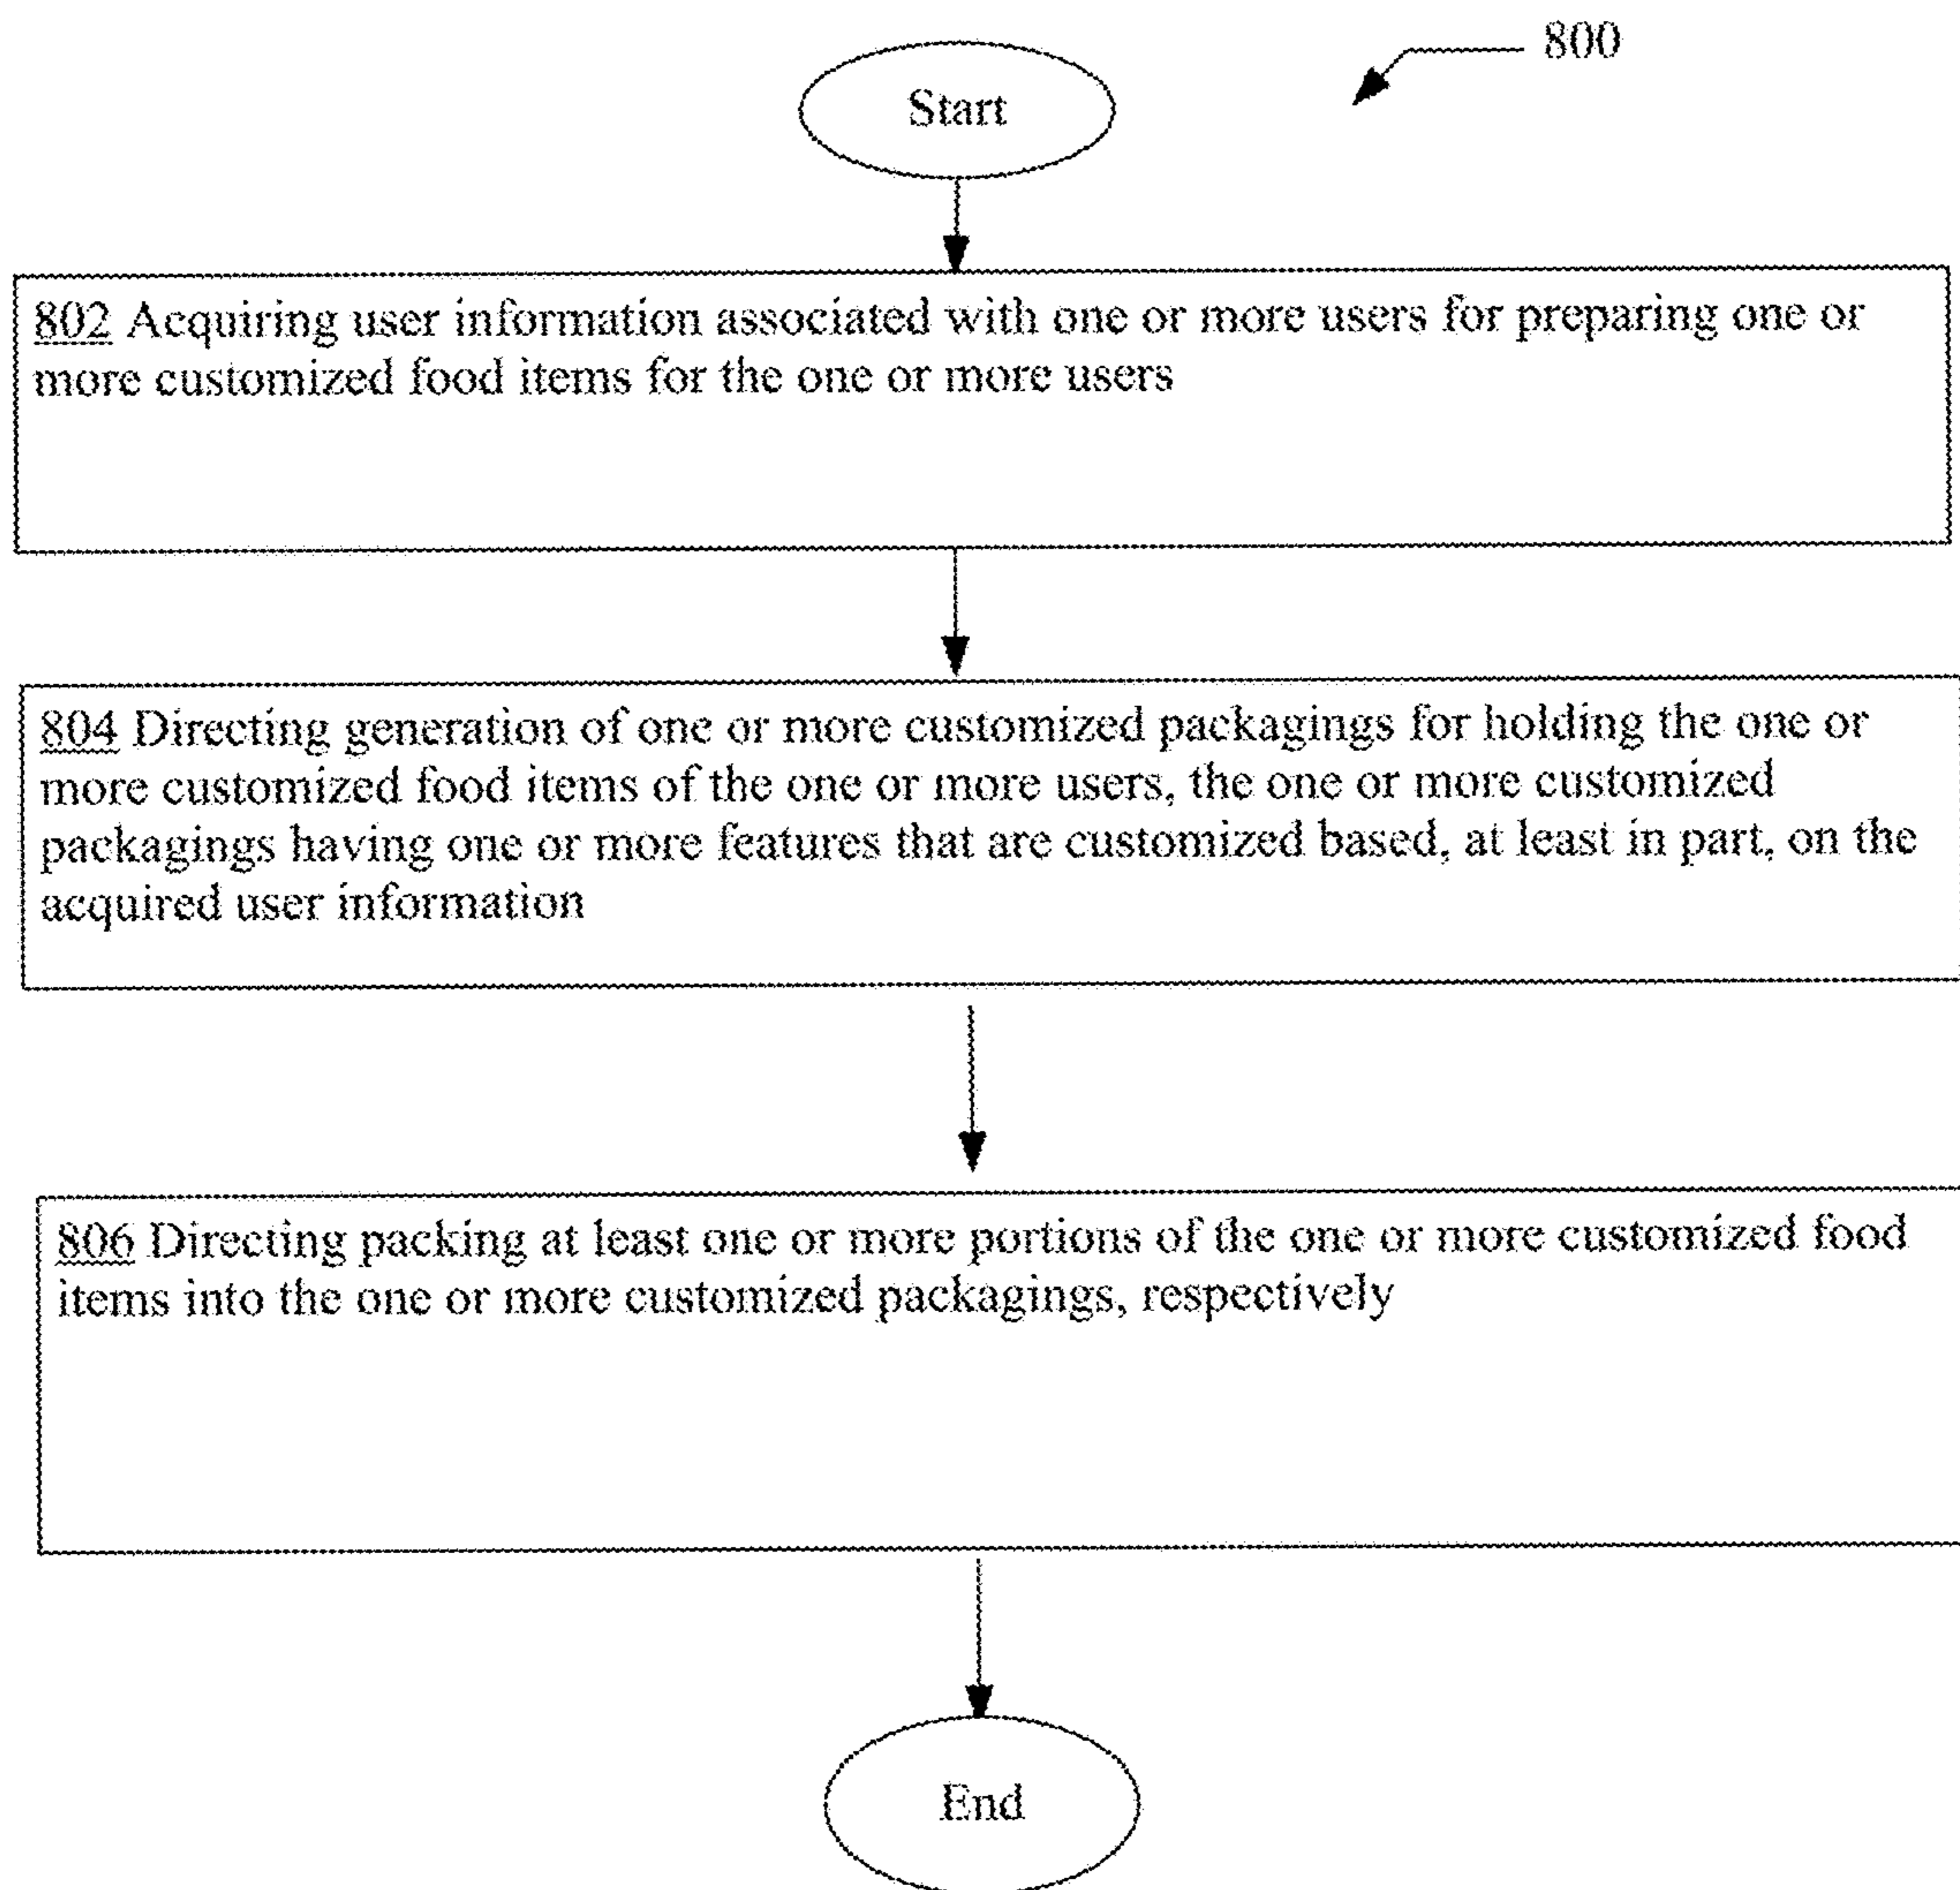 800
Start
802 Acquiring user information associated with one or more users for preparing one or
more customized food items for the one or more users
804 Directing generation of one or more customized packagings for holding the one or
more customized food items of the one or more users, the one or more customized
packagings having one or more features that are customized based, at least in part, on the
acquired user information
806 Directing packing at least one or more portions of the one or more customized food
items into the one or more customized packagings, respectively
End